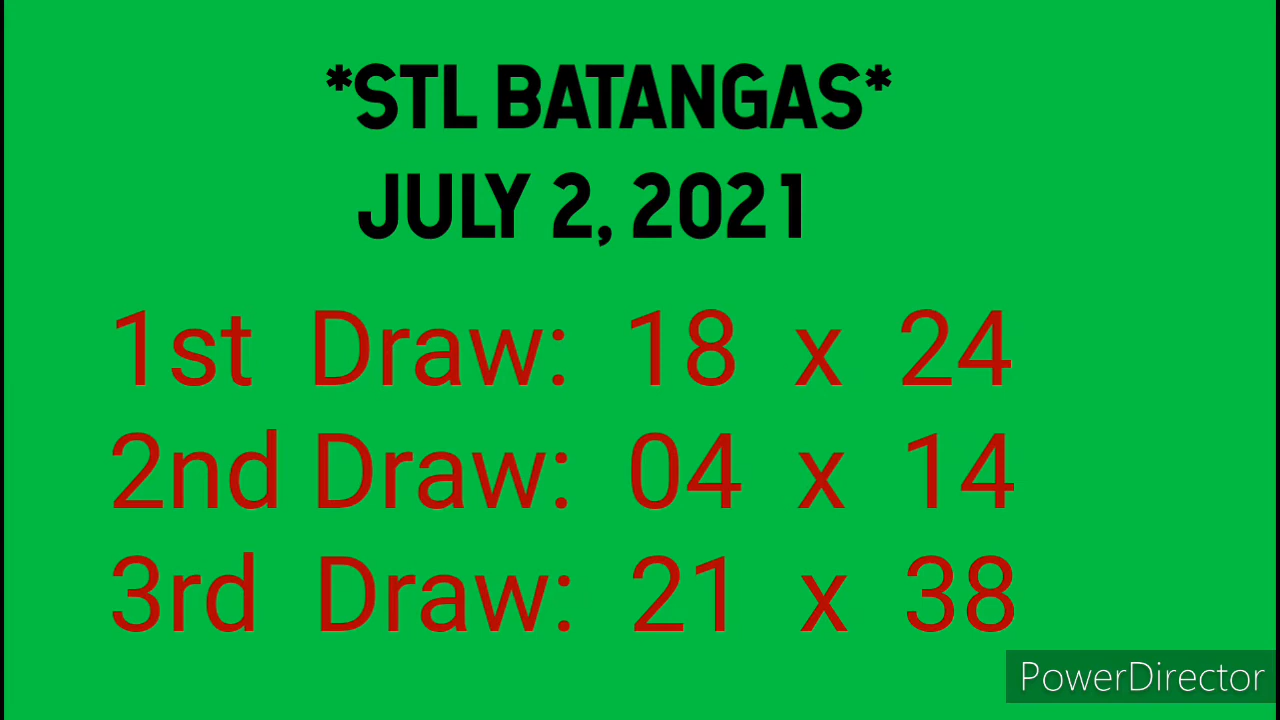 *STL BATANGAS*
JULY 2, 2021
1st Draw: 18 x 24
2nd Draw: 04 x 14
3rd Draw: 21 x 38
PowerDirector